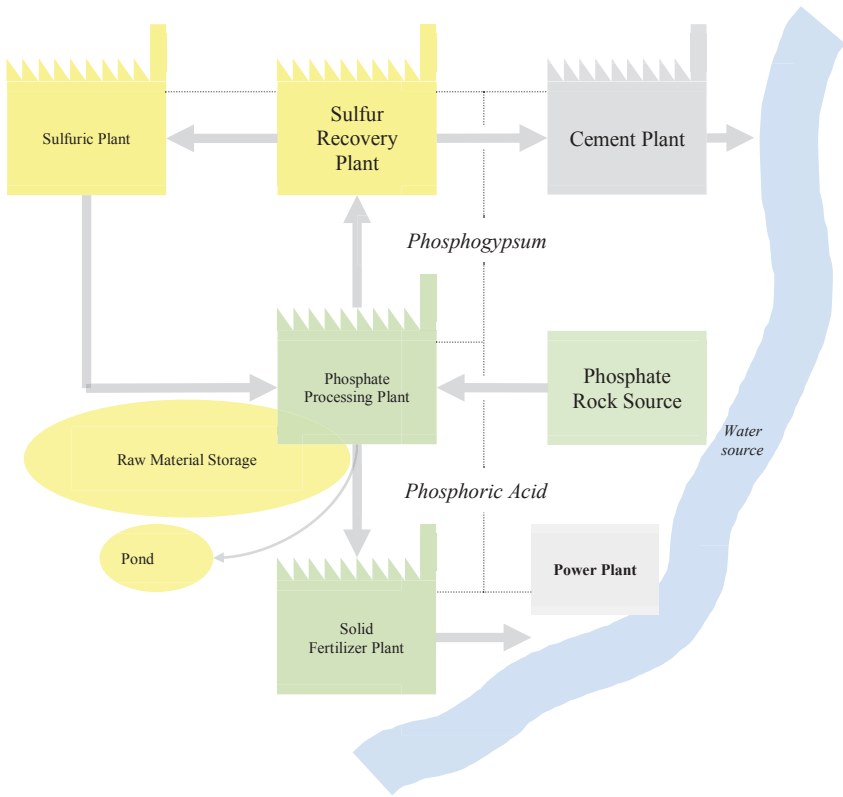 Sulfuric Plant
Sulfur
Recovery
Plant
Cement Plant
Phosphogypsum
Phosphate
Processing Plant
Phosphate
Rock Source
Water
source
Raw Material Storage
Phosphoric Acid
Pond
Power Plant
Solid
Fertilizer Plant